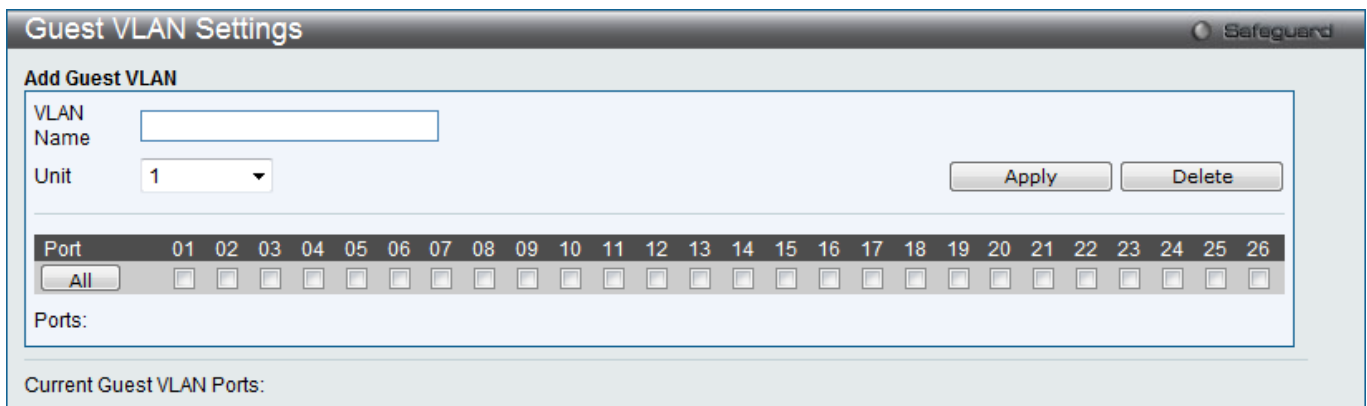 Guest VLAN Settings
Safeguard
Add Guest VLAN
VLAN
Name
Unit
1
Apply
Delete
Port 01 02 03 04 05 06 07 08 09 10 11 12 13 14 15 16 17 18 19 20 21 22 23 24 25 26
All
Ports:
Current Guest VLAN Ports: